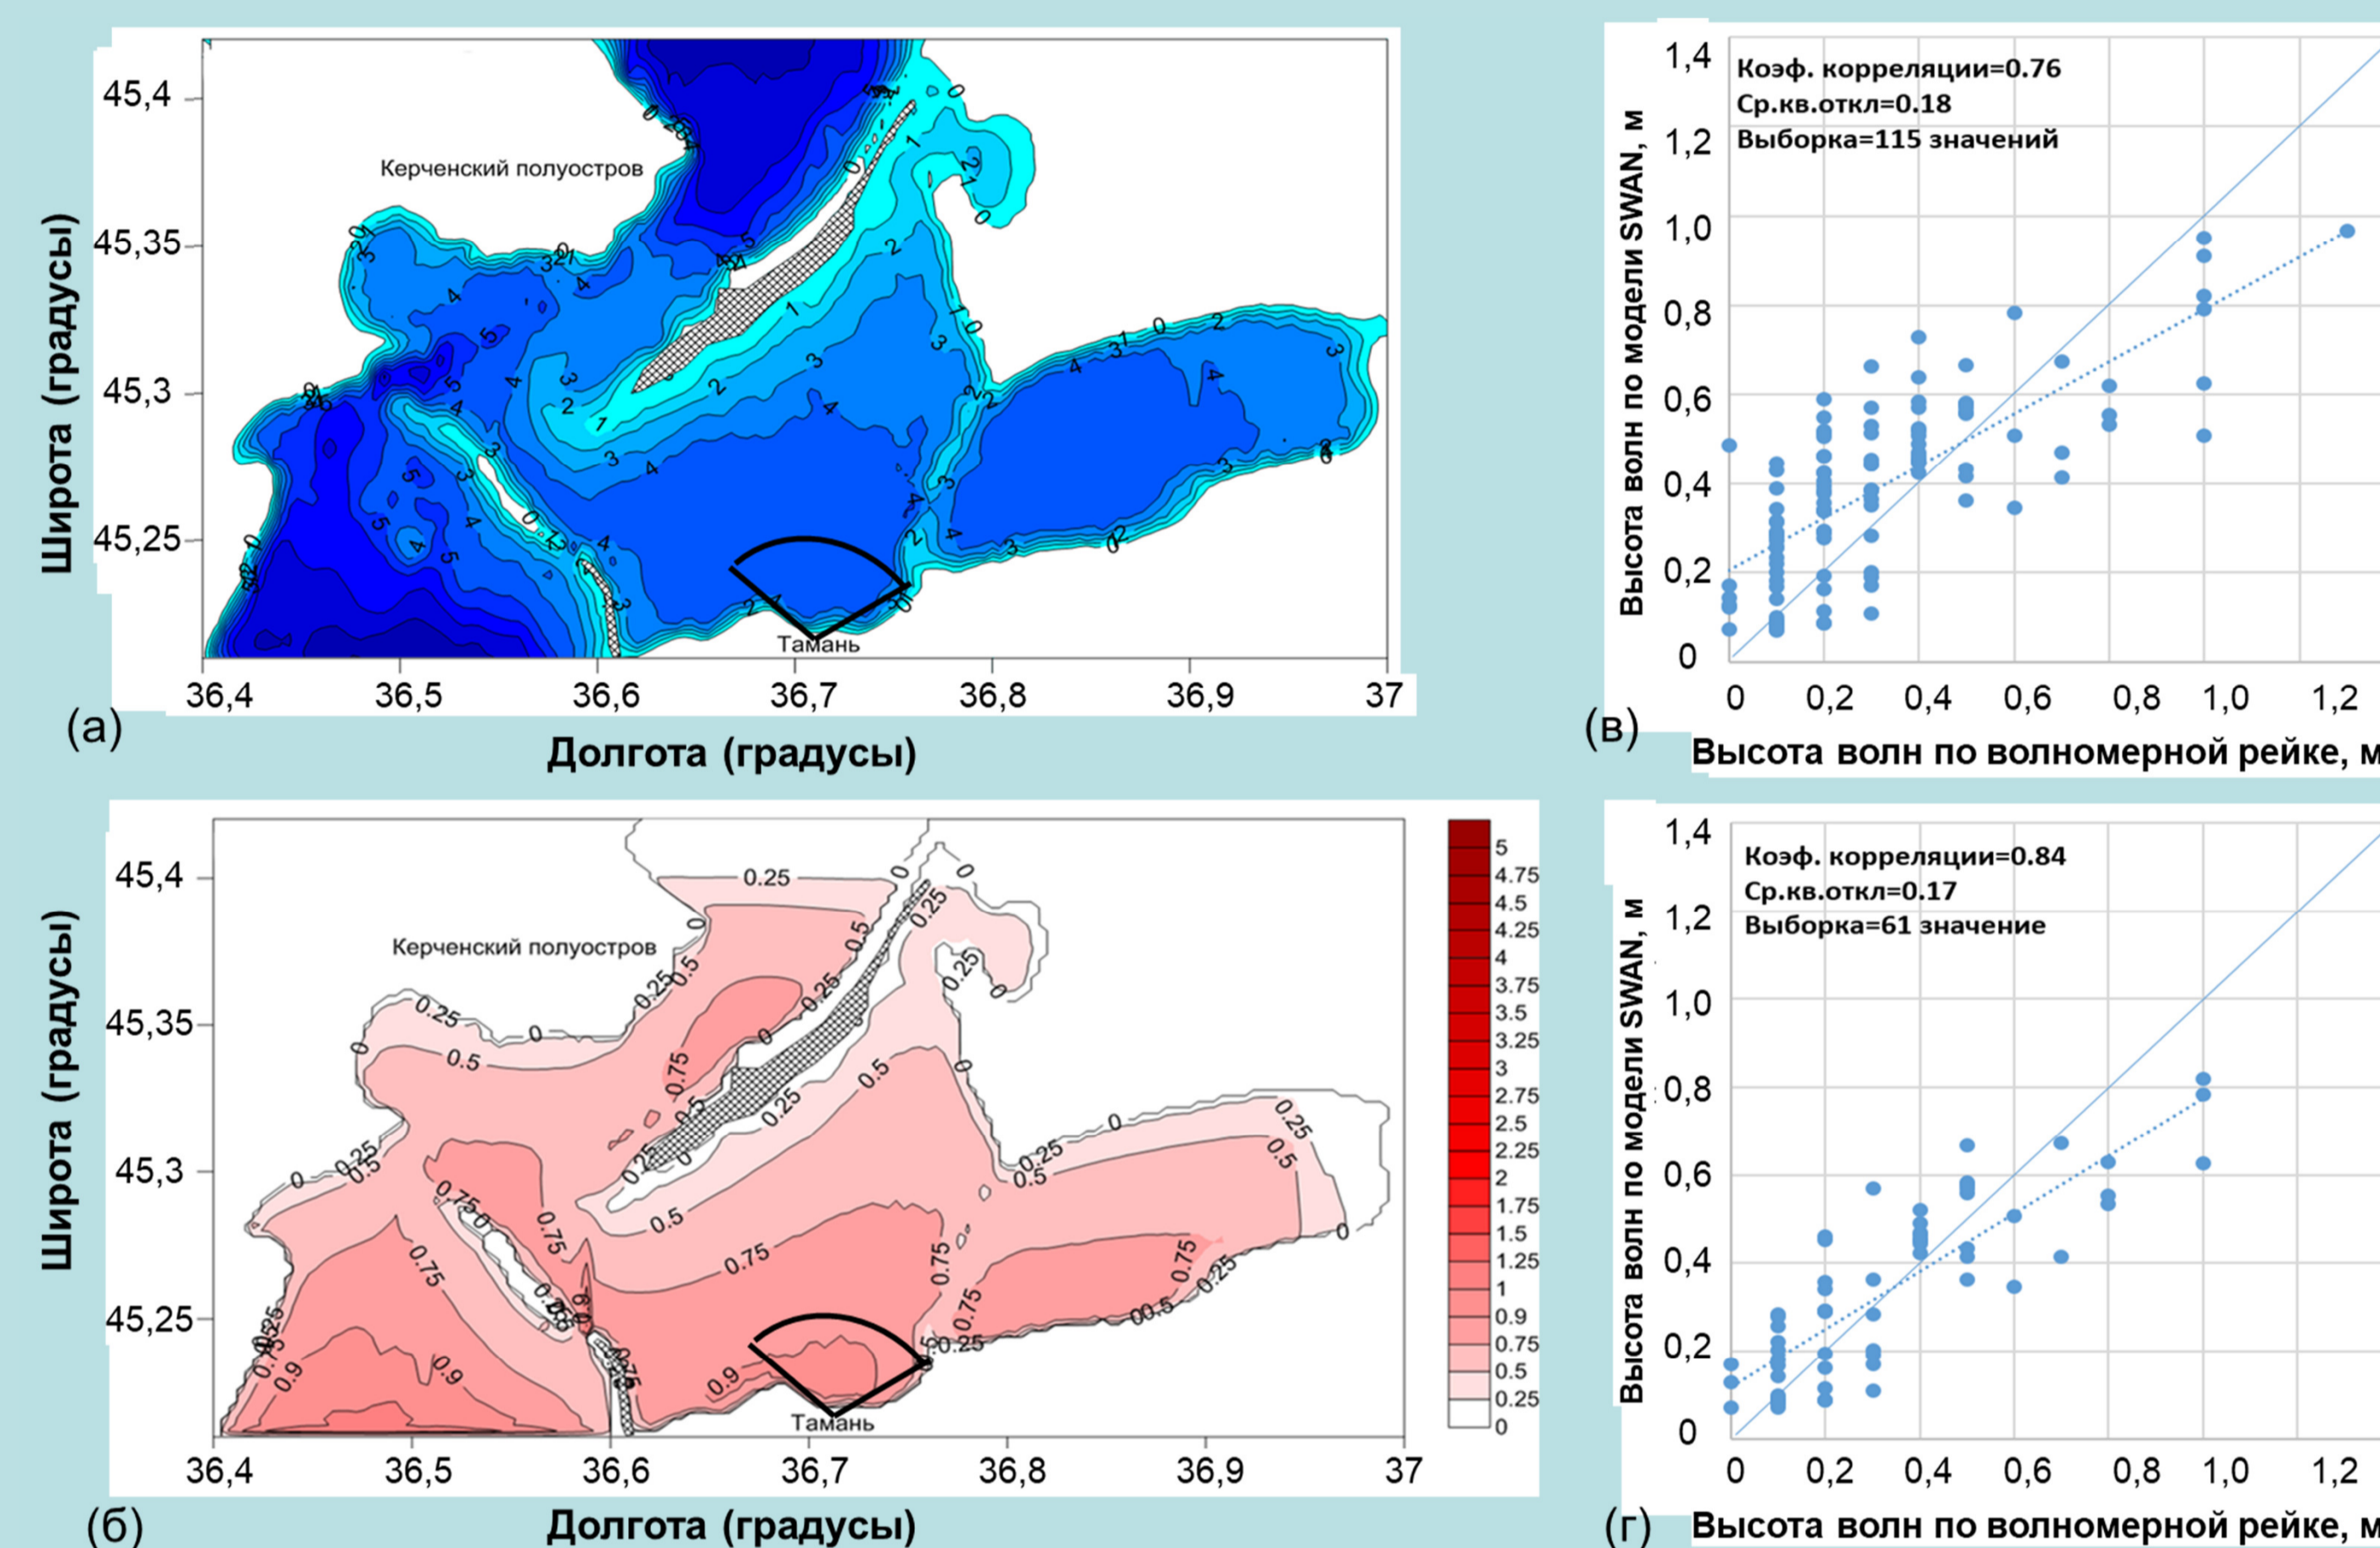 45,4
45,35
45,3
45,25
Широта (градусы)
Керченский полуостров
Тамань
36,4 36,5 36,6 36,7 36,8 36,9 37
(а)
Долгота (градусы)
1,4
1,2
1,0
0,8
0,6
0,4
0,2
0
Высота волн по модели SWAN, м
Коэф. корреляции=0.76
Ср.кв.откл=0.18
Выборка=115 значений
0 0,2 0,4 0,6 0,8 1,0 1,2
(в)
Высота волн по волномерной рейке, м
45,4
45,35
45,3
45,25
Широта (градусы)
Керченский полуостров
Тамань
36,4 36,5 36,6 36,7 36,8 36,9 37
(б)
Долгота (градусы)
5
4.75
4.5
4.25
4
3.75
3.5
3.25
3
2.75
2.5
2.25
2
1.75
1.5
1.25
1
0.9
0.75
0.5
0.25
0
1,4
1,2
1,0
0,8
0,6
0,4
0,2
0
Высота волн по модели SWAN, м
Коэф. корреляции=0.84
Ср.кв.откл=0.17
Выборка=61 значение
0 0,2 0,4 0,6 0,8 1,0 1,2
(г)
Высота волн по волномерной рейке, м